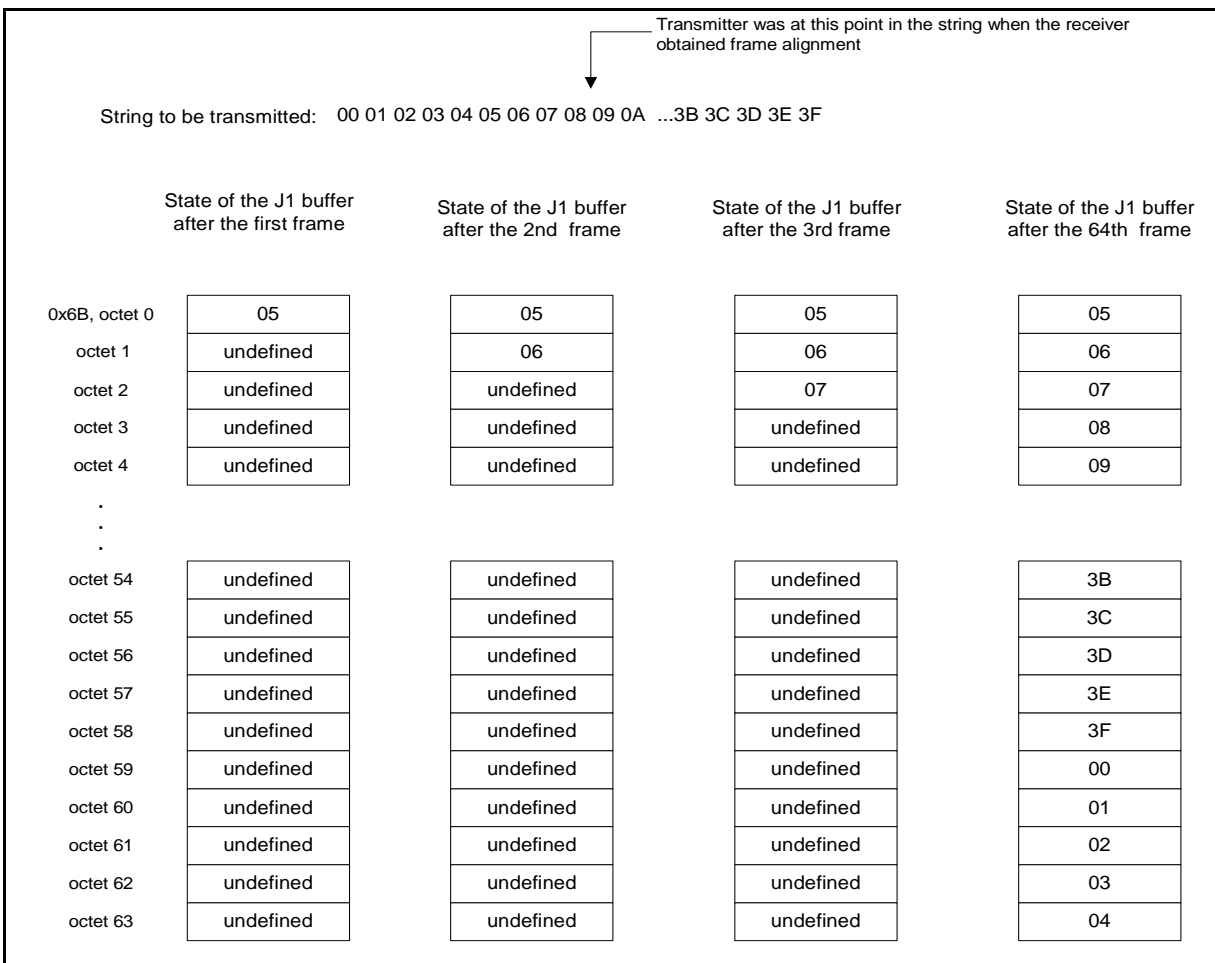 Transmitter was at this point in the string when the receiver
obtained frame alignment
String to be transmitted: 00 01 02 03 04 05 06 07 08 09 0A ...3B 3C 3D 3E 3F
State of the J1 buffer
after the first frame
State of the J1 buffer
after the 2nd frame
State of the J1 buffer
after the 3rd frame
State of the J1 buffer
after the 64th frame
0x6B, octet 0 05 05 05 05
octet 1 undefined 06 06 06
octet 2 undefined undefined 07 07
octet 3 undefined undefined undefined 08
octet 4 undefined undefined undefined 09
.
.
.
octet 54 undefined undefined undefined 3B
octet 55 undefined undefined undefined 3C
octet 56 undefined undefined undefined 3D
octet 57 undefined undefined undefined 3E
octet 58 undefined undefined undefined 3F
octet 59 undefined undefined undefined 00
octet 60 undefined undefined undefined 01
octet 61 undefined undefined undefined 02
octet 62 undefined undefined undefined 03
octet 63 undefined undefined undefined 04